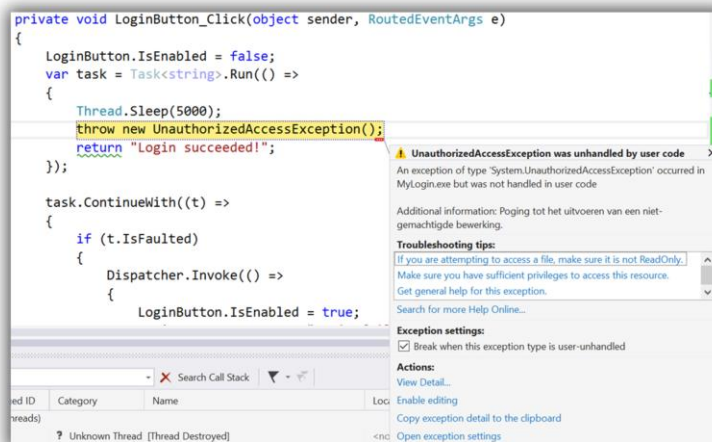 private void LoginButton_Click(object sender, RoutedEventArgs e)
{
    LoginButton.IsEnabled = false;
    var task = Task<string>.Run(() =>
    {
        Thread.Sleep(5000);
        throw new UnauthorizedAccessException();
        return "Login succeeded!";
    });
    task.ContinueWith((t) =>
    {
        if (t.IsFaulted)
        {
            Dispatcher.Invoke(() =>
            {
                LoginButton.IsEnabled = true;
UnauthorizedAccessException was unhandled by user code
An exception of type 'System.UnauthorizedAccessException' occurred in
MyLogin.exe but was not handled in user code
Additional information: Poging tot het uitvoeren van een niet-
gemachtigde bewerking.
Troubleshooting tips:
If you are attempting to access a file, make sure it is not ReadOnly.
Make sure you have sufficient privileges to access this resource.
Get general help for this exception.
Search for more Help Online...
Exception settings:
Break when this exception type is user-unhandled
Actions:
View Detail...
Enable editing
Copy exception detail to the clipboard
Open exception settings
Search Call Stack
ed ID Category Name Loc
hreads)
? Unknown Thread [Thread Destroyed] <no